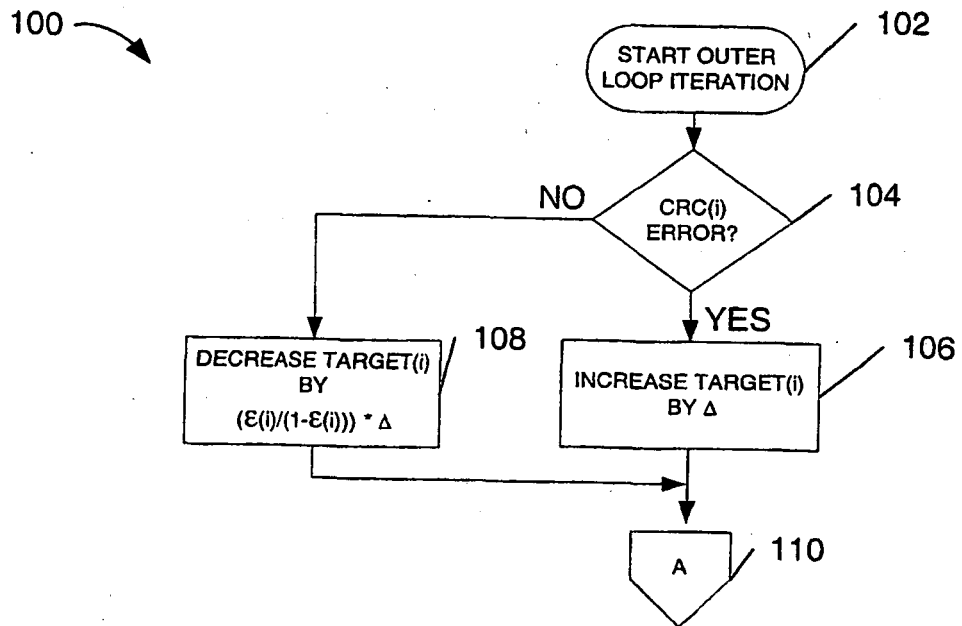 100
102
START OUTER
LOOP ITERATION
104
CRC(i)
ERROR?
NO
YES
108
DECREASE TARGET(i)
BY
(ε(i)/(1-ε(i))) * Δ
106
INCREASE TARGET(i)
BY Δ
A
110